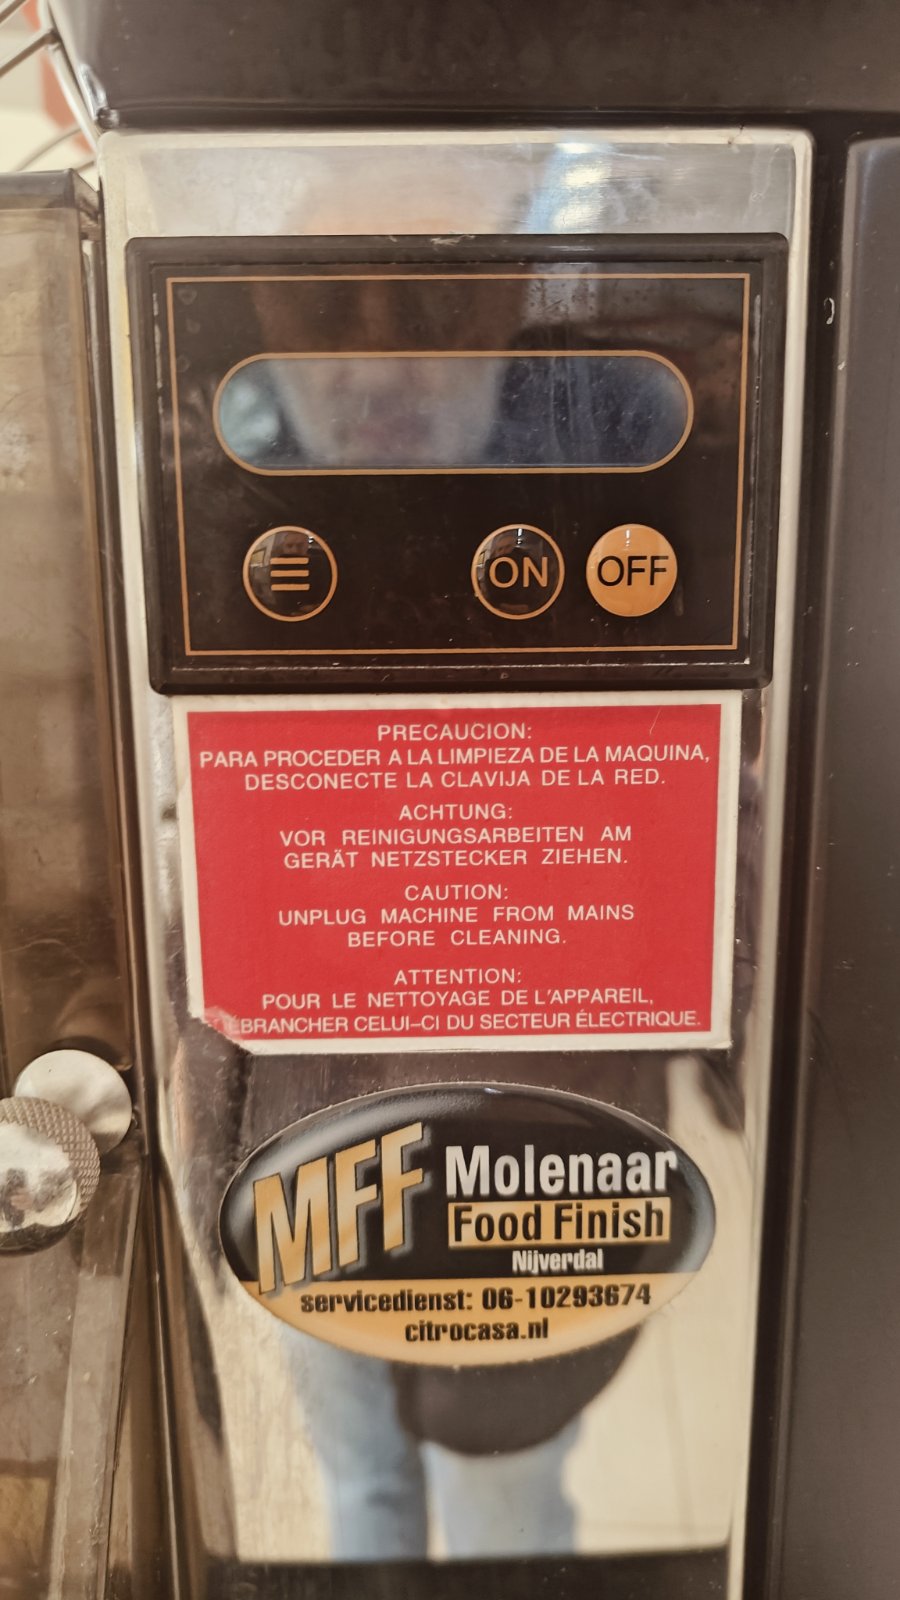 ON OFF
PRECAUCION:
PARA PROCEDER A LA LIMPIEZA DE LA MAQUINA,
DESCONECTE LA CLAVIJA DE LA RED.
ACHTUNG:
VOR REINIGUNGSARBEITEN AM
GERÄT NETZSTECKER ZIEHEN.
CAUTION:
UNPLUG MACHINE FROM MAINS
BEFORE CLEANING.
ATTENTION:
POUR LE NETTOYAGE DE L'APPAREIL,
ÉBRANCHER CELUI-CI DU SECTEUR ÉLECTRIQUE.
MFF Molenaar
Food Finish
Nijverdal
servicedienst: 06-10293674
citrocasa.nl